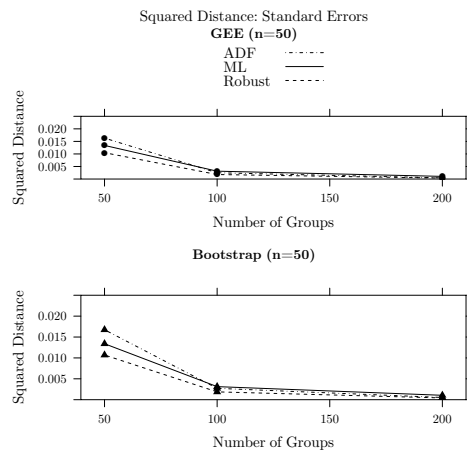 Squared Distance: Standard Errors
GEE (n=50)
ADF
ML
Robust
Squared Distance
0.020
0.015
0.010
0.005
50 100 150 200
Number of Groups
Bootstrap (n=50)
Squared Distance
0.020
0.015
0.010
0.005
50 100 150 200
Number of Groups